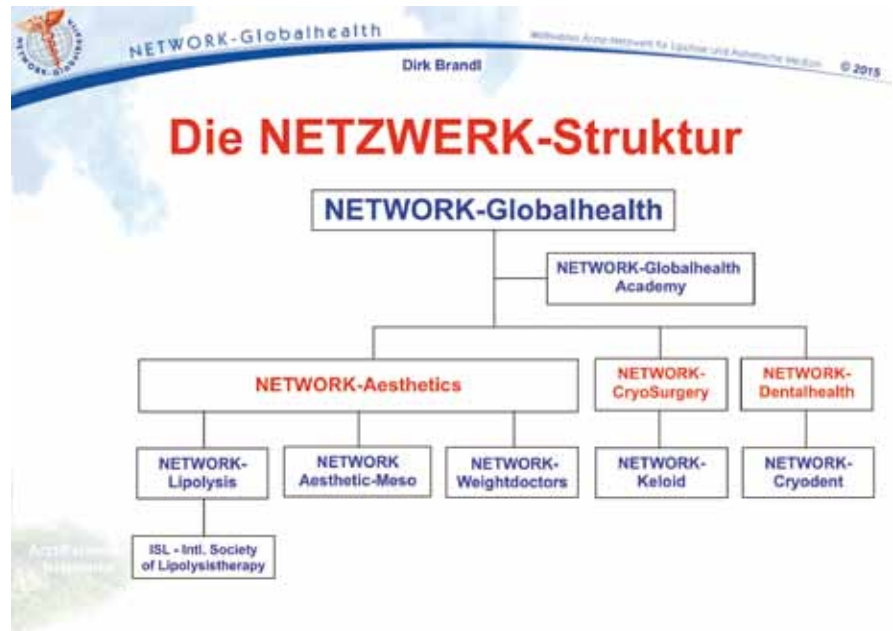 NETWORK-Globalhealth
Dirk Brandl
© 2015
Die NETZWERK-Struktur
NETWORK-Globalhealth
NETWORK-Globalhealth
Academy
NETWORK-Aesthetics
NETWORK-
CryoSurgery
NETWORK-
Dentalhealth
NETWORK-
Lipolysis
NETWORK
Aesthetic-Meso
NETWORK-
Weightdoctors
NETWORK-
Keloid
NETWORK-
Cryodent
ISL - Intl. Society
of Lipolysistherapy